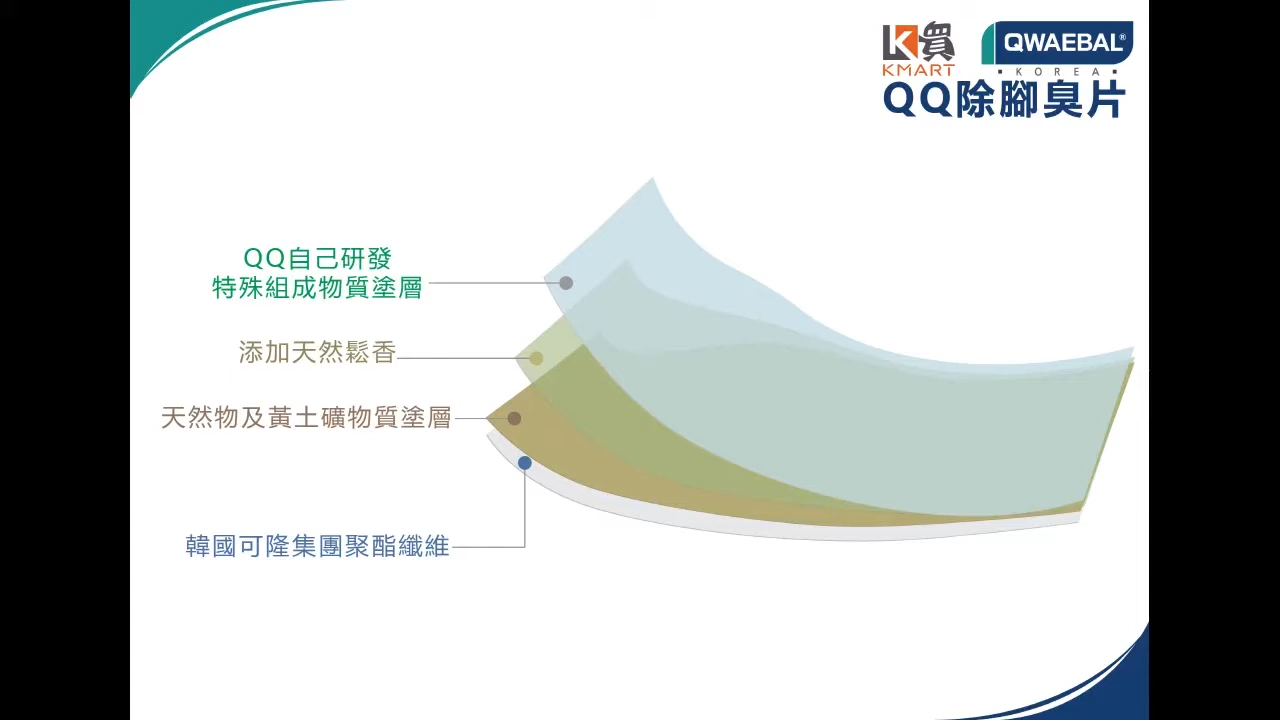 K買
KMART
QWAEBAL®
KOREA
QQ除腳臭片
QQ自己研發
特殊組成物質塗層
添加天然鬆香
天然物及黃土礦物質塗層
韓國可隆集團聚酯纖維